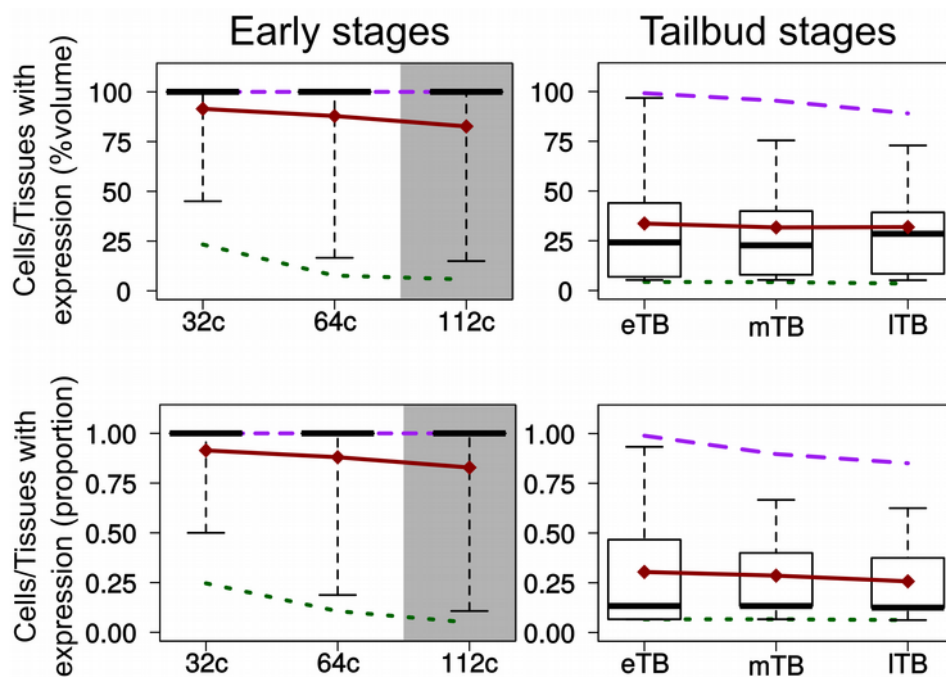 Early stages
Tailbud stages
Cells/Tissues with
expression (%volume)
100
75
50
25
0
32c
64c
112c
100
75
50
25
0
eTB
mTB
lTB
Cells/Tissues with
expression (proportion)
1.00
0.75
0.50
0.25
0.00
32c
64c
112c
1.00
0.75
0.50
0.25
0.00
eTB
mTB
lTB